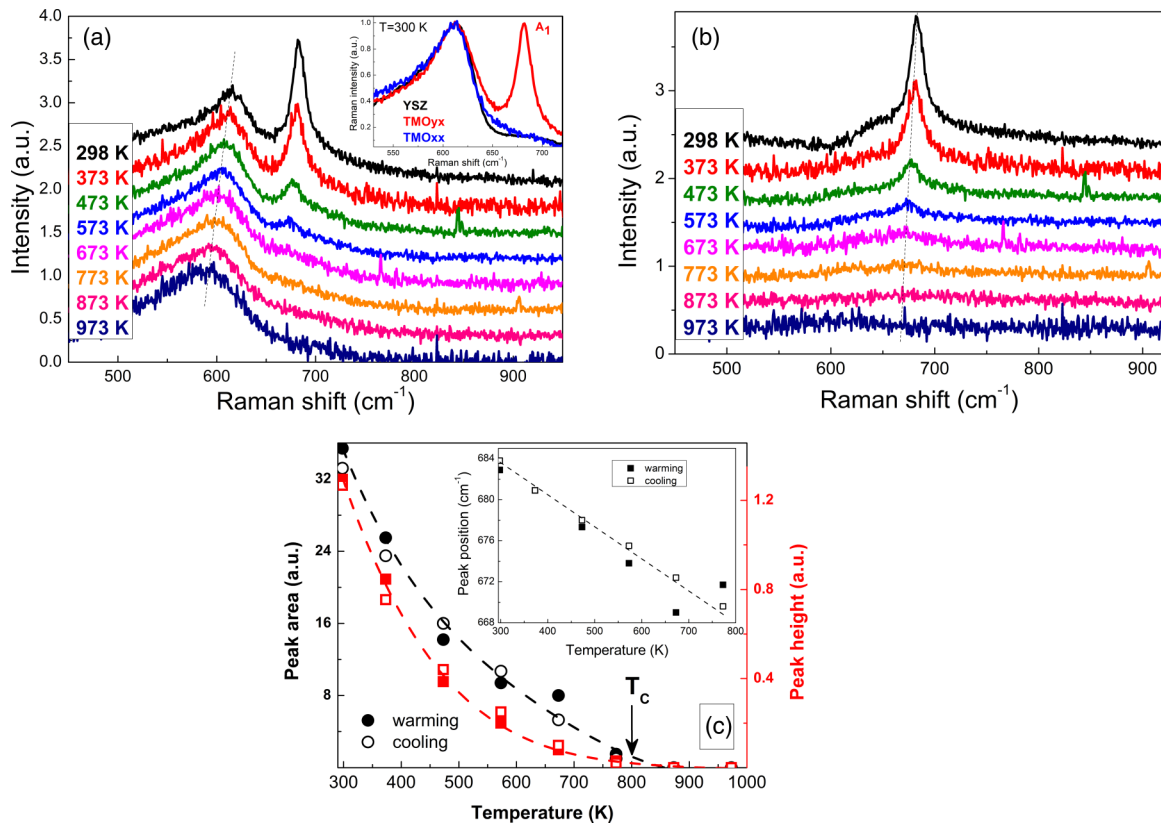 (a)
4.0
3.5
3.0
2.5
2.0
1.5
1.0
0.5
0.0
Intensity (a.u.)
298 K
373 K
473 K
573 K
673 K
773 K
873 K
973 K
500 600 700 800 900
Raman shift (cm-1)
T=300 K
A1
YSZ
TMOyx
TMOxx
1.0
0.8
0.6
0.4
0.2
Raman intensity (a.u.)
550 600 650 700
Raman shift (cm-1)
(b)
3
2
1
0
Intensity (a.u.)
298 K
373 K
473 K
573 K
673 K
773 K
873 K
973 K
500 600 700 800 900
Raman shift (cm-1)
32
24
16
8
Peak area (a.u.)
684
680
676
672
668
Peak position (cm-1)
warming
cooling
300 400 500 600 700 800
Temperature (K)
TC
(c)
warming
cooling
1.2
0.8
0.4
Peak height (a.u.)
300 400 500 600 700 800 900 1000
Temperature (K)